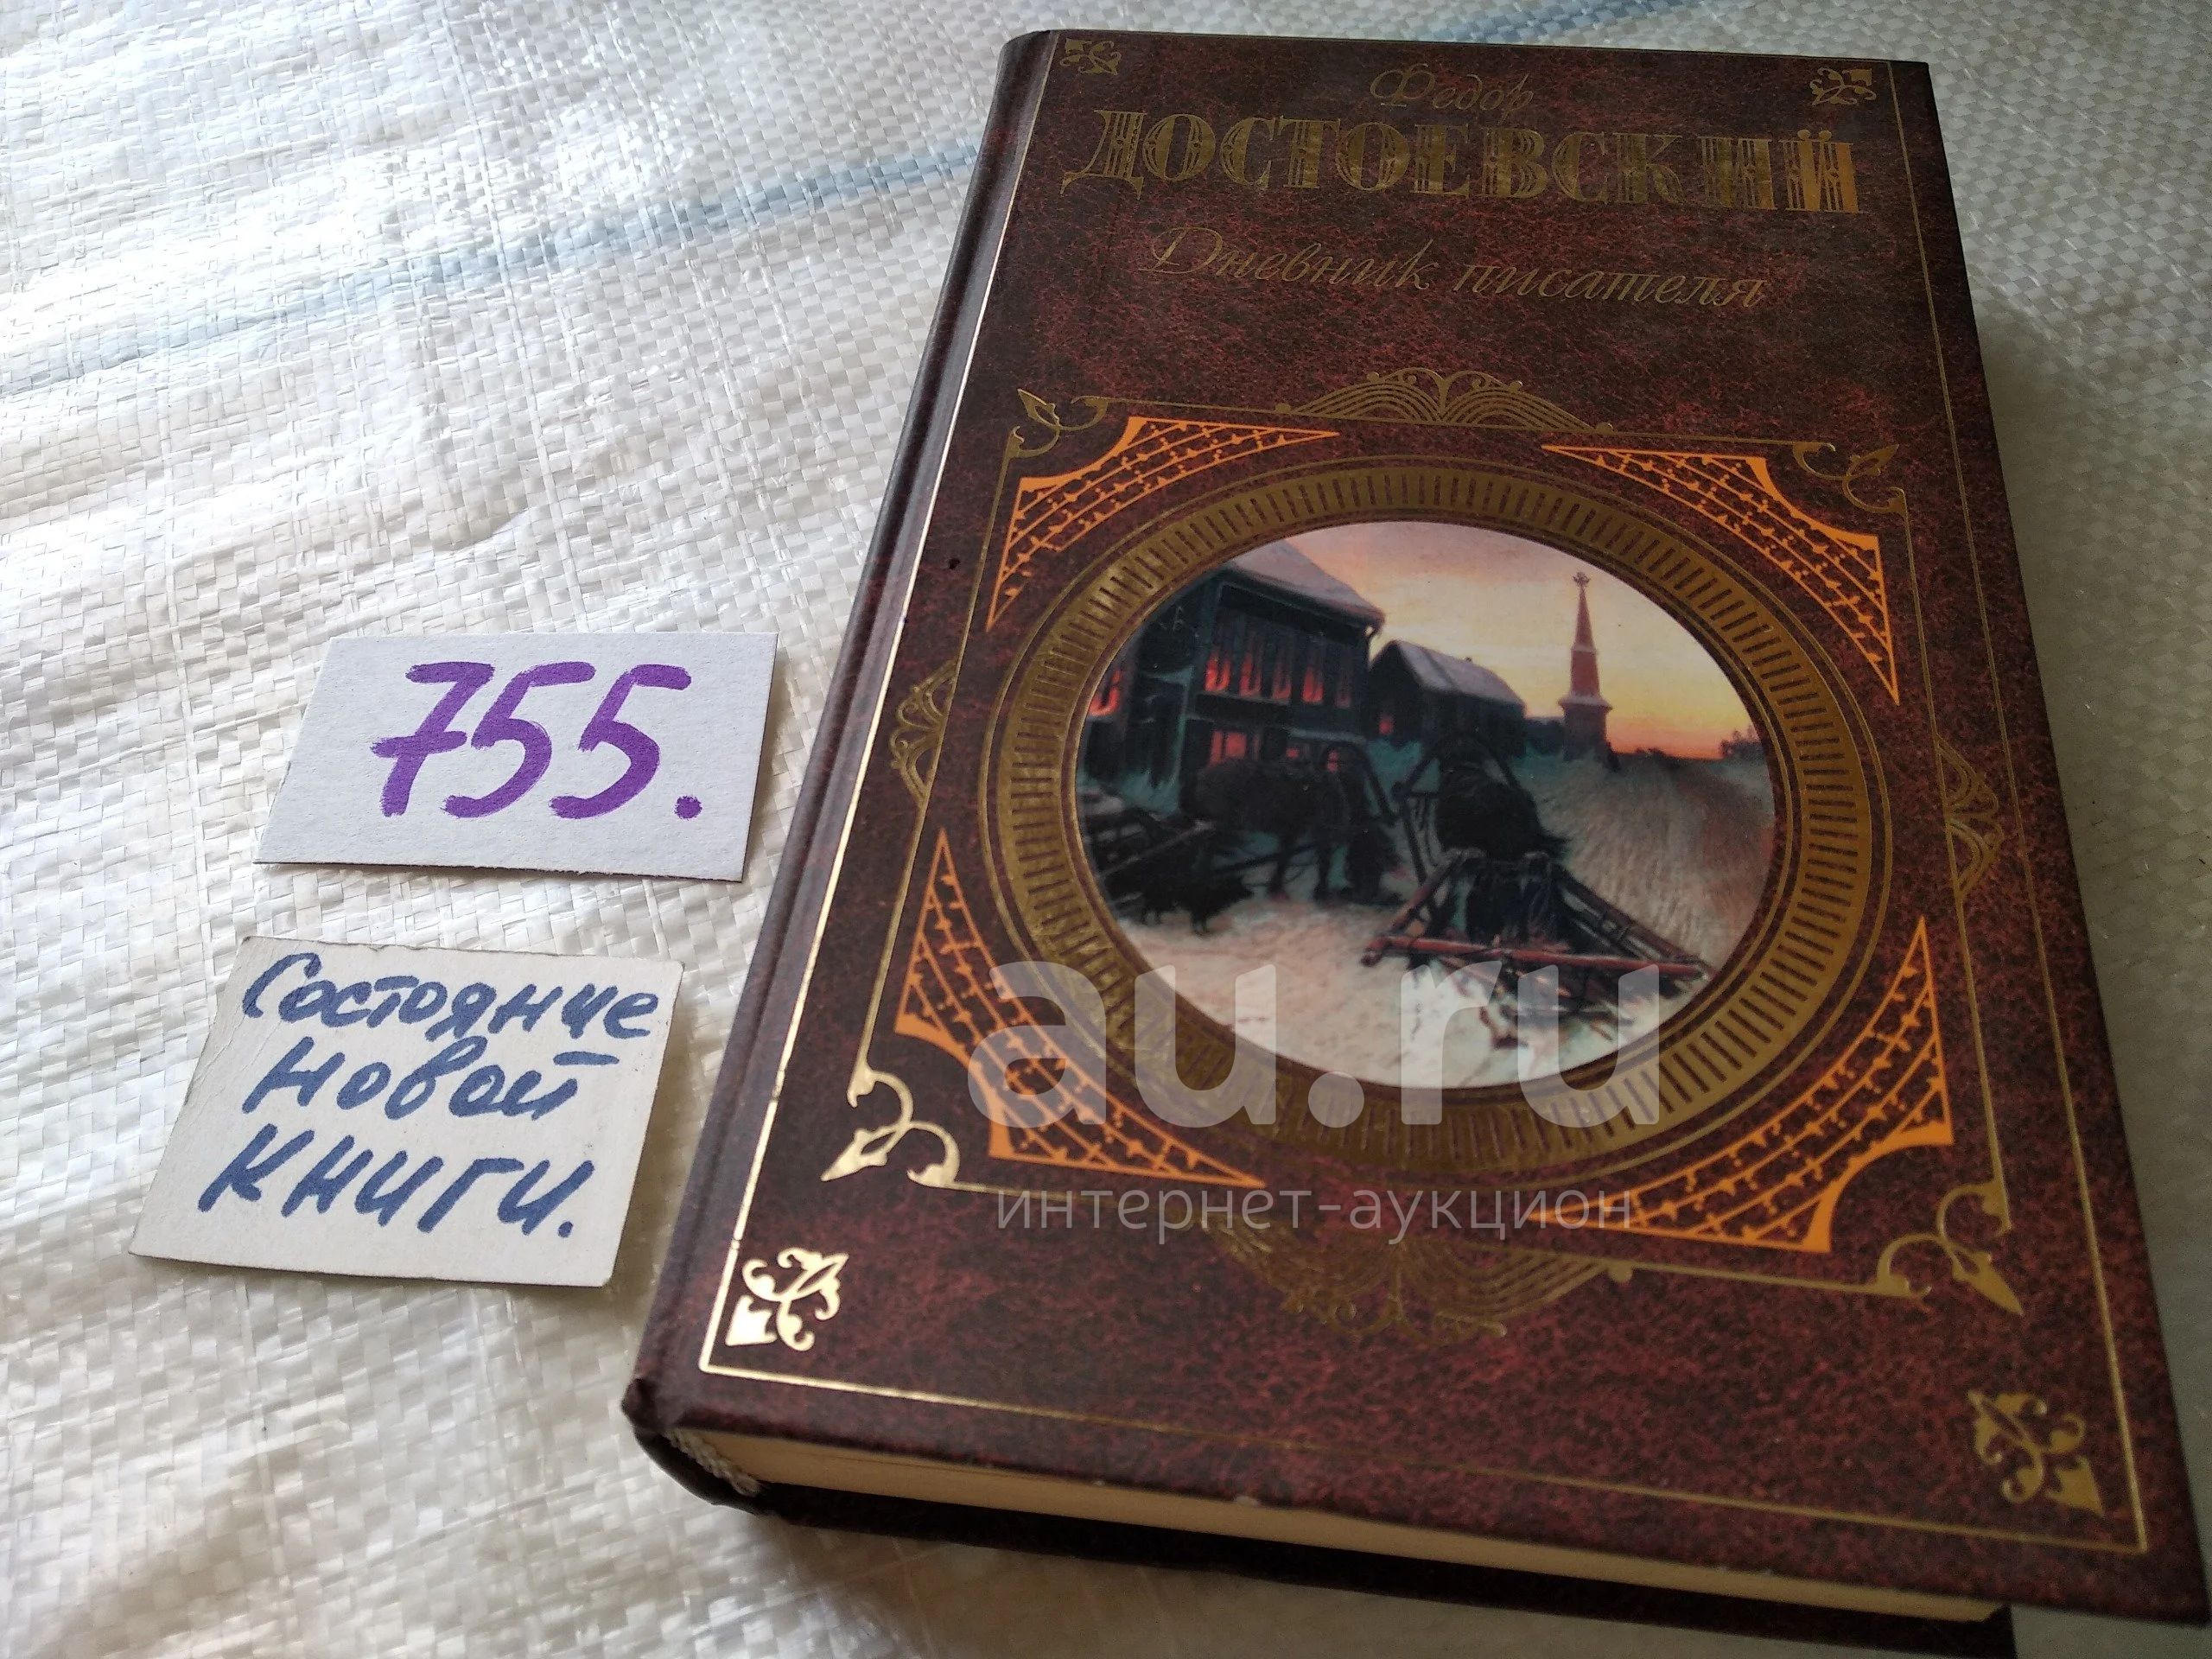 Федор
ДОСТОЕВСКИЙ
Дневник писателя
755.
Состояние
новой
книги.
au.ru
интернет-аукцион